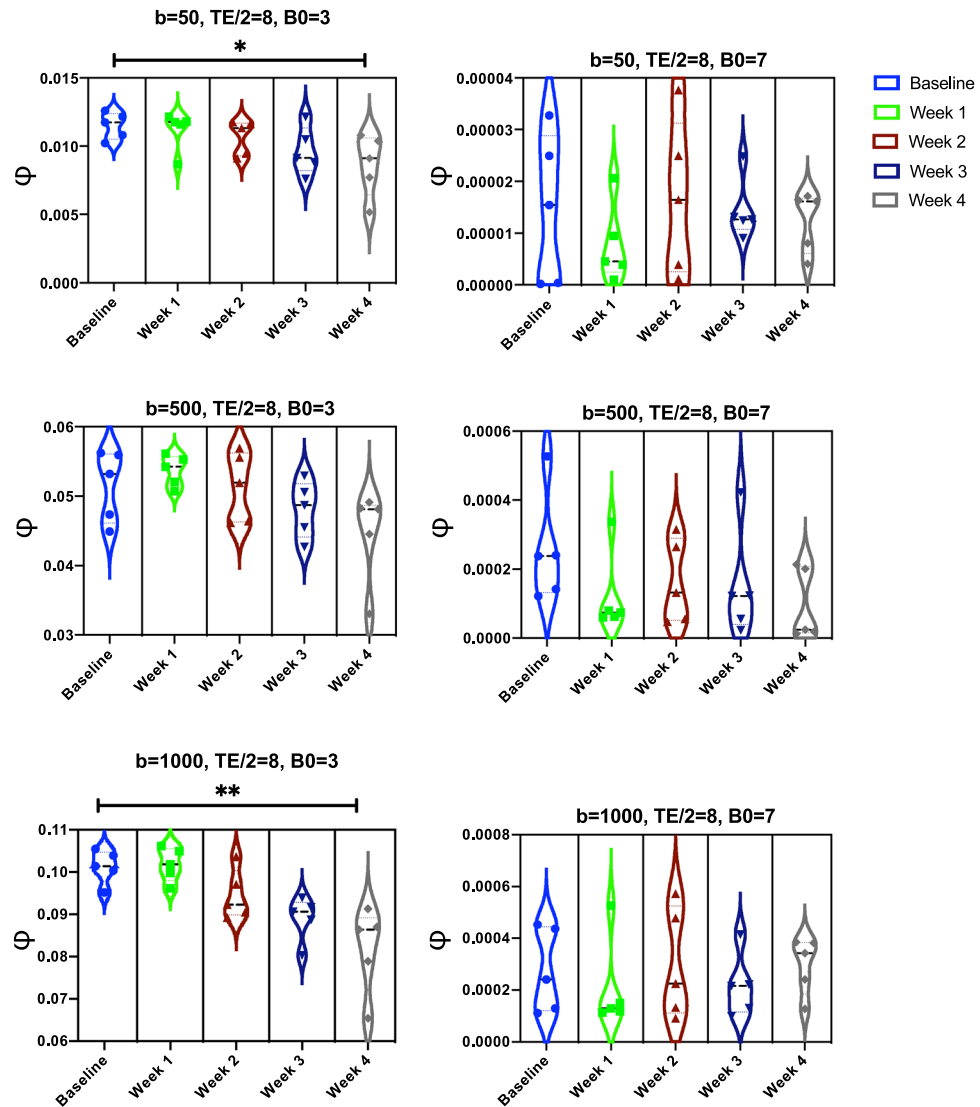 b=50, TE/2=8, B0=3
*
0.015
0.010
0.005
0.000
φ
Baseline
Week 1
Week 2
Week 3
Week 4
b=50, TE/2=8, B0=7
0.00004
0.00003
0.00002
0.00001
0.00000
φ
Baseline
Week 1
Week 2
Week 3
Week 4
Baseline
Week 1
Week 2
Week 3
Week 4
b=500, TE/2=8, B0=3
0.06
0.05
0.04
0.03
φ
Baseline
Week 1
Week 2
Week 3
Week 4
b=500, TE/2=8, B0=7
0.0006
0.0004
0.0002
0.0000
φ
Baseline
Week 1
Week 2
Week 3
Week 4
b=1000, TE/2=8, B0=3
**
0.11
0.10
0.09
0.08
0.07
0.06
φ
Baseline
Week 1
Week 2
Week 3
Week 4
b=1000, TE/2=8, B0=7
0.0008
0.0006
0.0004
0.0002
0.0000
φ
Baseline
Week 1
Week 2
Week 3
Week 4